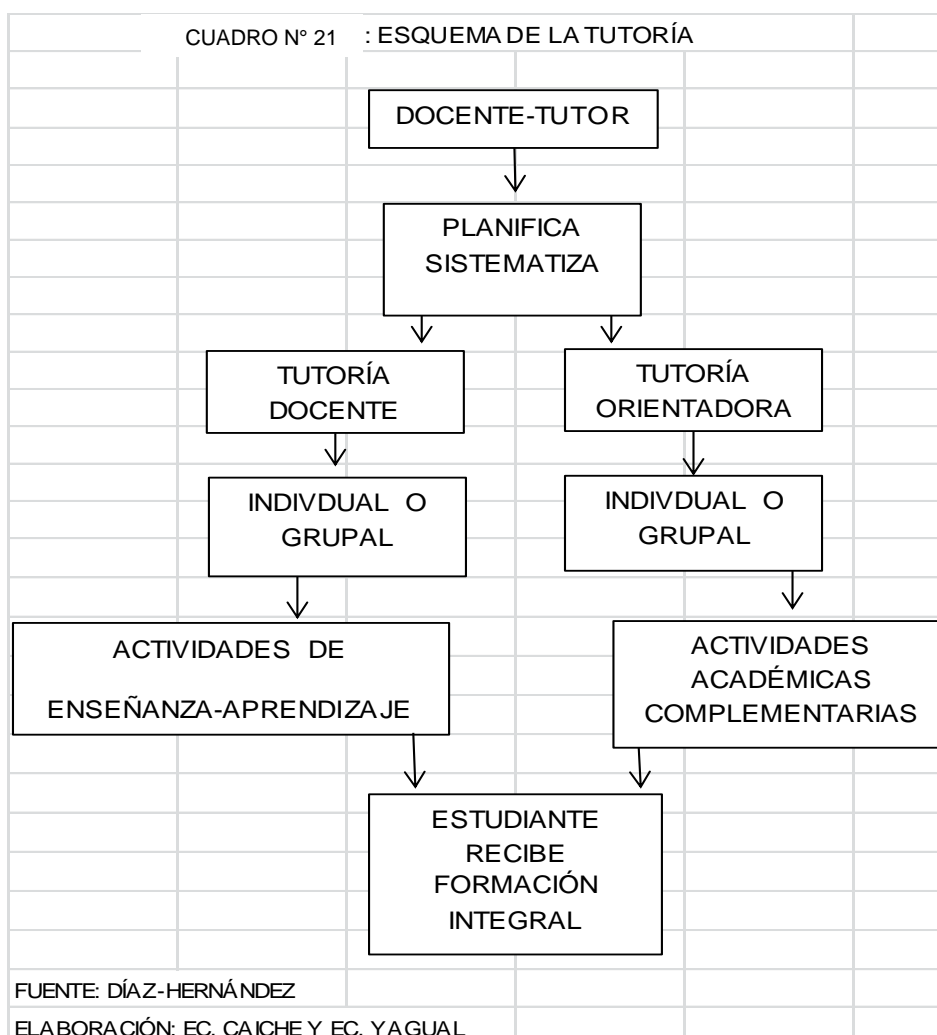 CUADRO N° 21 : ESQUEMA DE LA TUTORÍA
DOCENTE-TUTOR
PLANIFICA
SISTEMATIZA
TUTORÍA
DOCENTE
TUTORÍA
ORIENTADORA
INDIVDUAL O
GRUPAL
INDIVDUAL O
GRUPAL
ACTIVIDADES DE
ENSEÑANZA-APRENDIZAJE
ACTIVIDADES
ACADÉMICAS
COMPLEMENTARIAS
ESTUDIANTE
RECIBE
FORMACIÓN
INTEGRAL
FUENTE: DÍAZ-HERNÁNDEZ
ELABORACIÓN: EC. CAICHE Y EC. YAGUAL